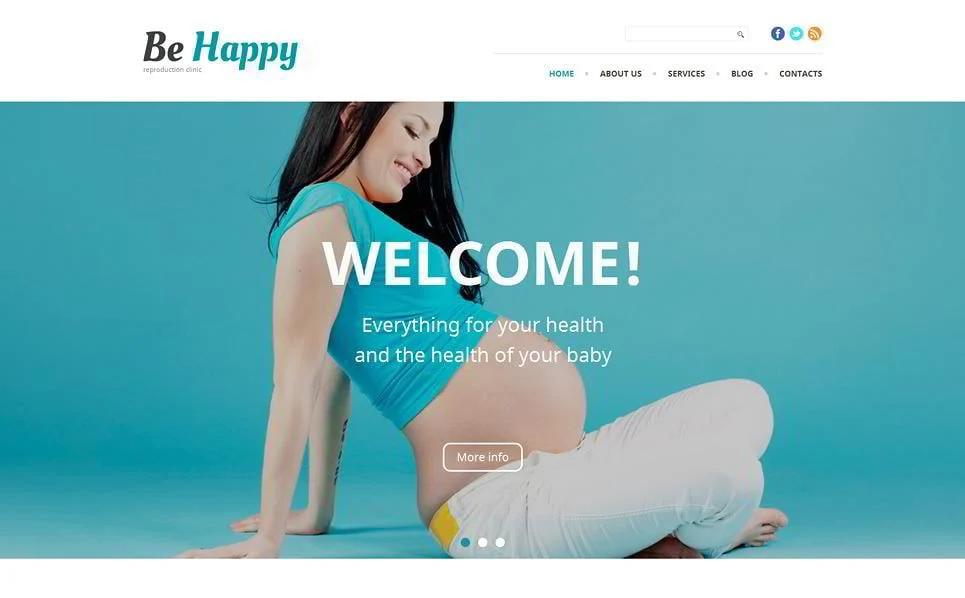 Be Happy
reproduction clinic
HOME
ABOUT US
SERVICES
BLOG
CONTACTS
WELCOME!
Everything for your health
and the health of your baby
More info